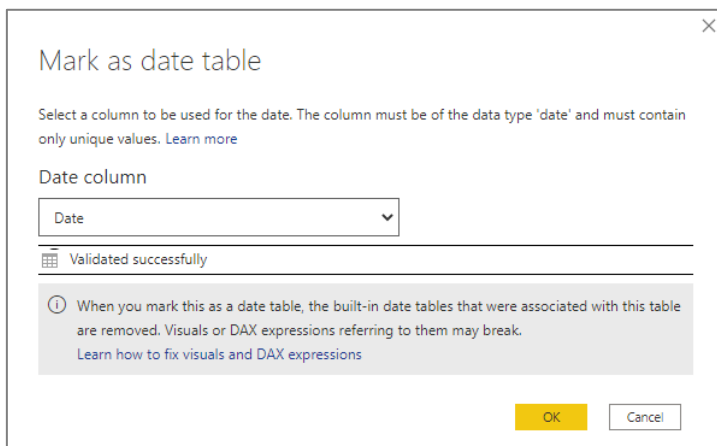 Mark as date table
Select a column to be used for the date. The column must be of the data type 'date' and must contain
only unique values. Learn more
Date column
Date
Validated successfully
When you mark this as a date table, the built-in date tables that were associated with this table
are removed. Visuals or DAX expressions referring to them may break.
Learn how to fix visuals and DAX expressions
OK Cancel